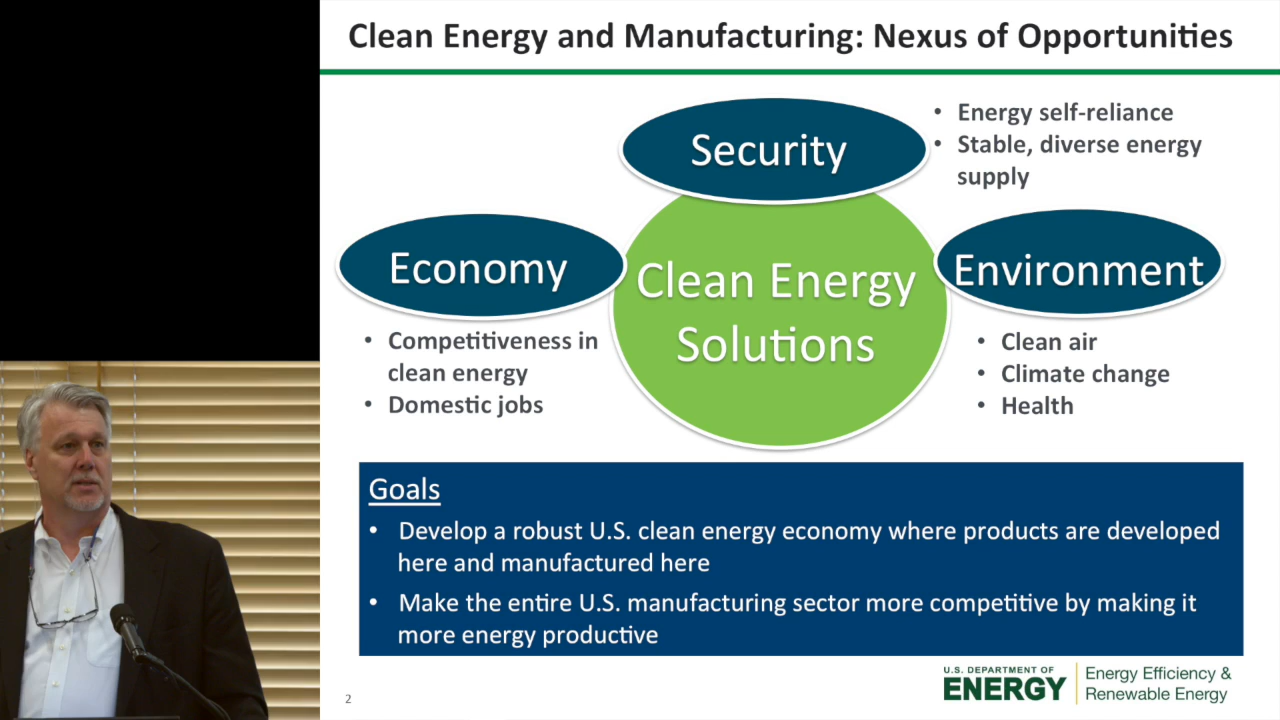 Clean Energy and Manufacturing: Nexus of Opportunities
Security
• Energy self-reliance
• Stable, diverse energy
supply
Economy
• Competitiveness in
clean energy
• Domestic jobs
Clean Energy
Solutions
Environment
• Clean air
• Climate change
• Health
Goals
• Develop a robust U.S. clean energy economy where products are developed
here and manufactured here
• Make the entire U.S. manufacturing sector more competitive by making it
more energy productive
2
U.S. DEPARTMENT OF
ENERGY
Energy Efficiency &
Renewable Energy